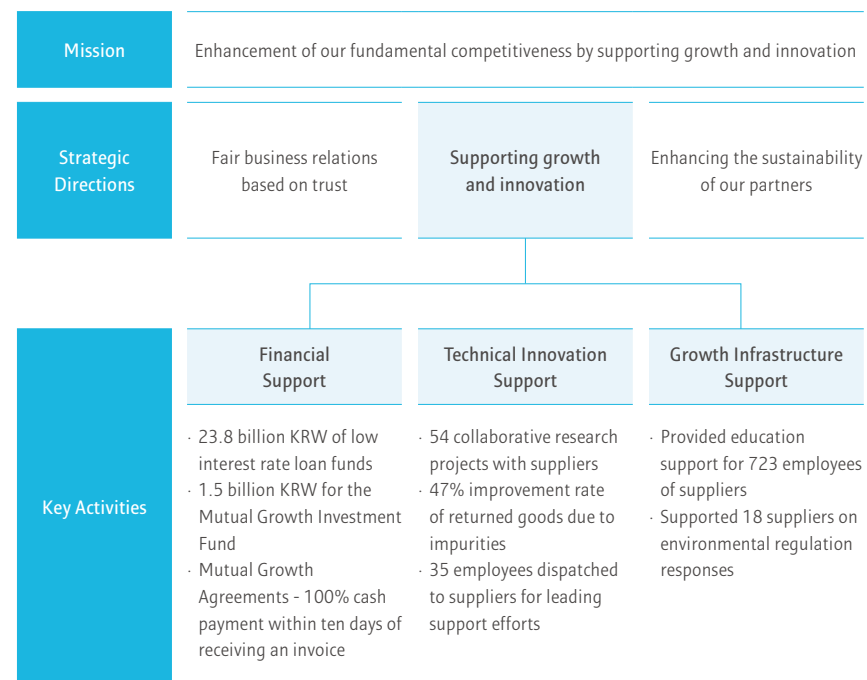 Mission
Enhancement of our fundamental competitiveness by supporting growth and innovation
Strategic
Directions
Fair business relations
based on trust
Supporting growth
and innovation
Enhancing the sustainability
of our partners
Key Activities
Financial
Support
· 23.8 billion KRW of low
interest rate loan funds
· 1.5 billion KRW for the
Mutual Growth Investment
Fund
· Mutual Growth
Agreements - 100% cash
payment within ten days of
receiving an invoice
Technical Innovation
Support
· 54 collaborative research
projects with suppliers
· 47% improvement rate
of returned goods due to
impurities
· 35 employees dispatched
to suppliers for leading
support efforts
Growth Infrastructure
Support
· Provided education
support for 723 employees
of suppliers
· Supported 18 suppliers on
environmental regulation
responses